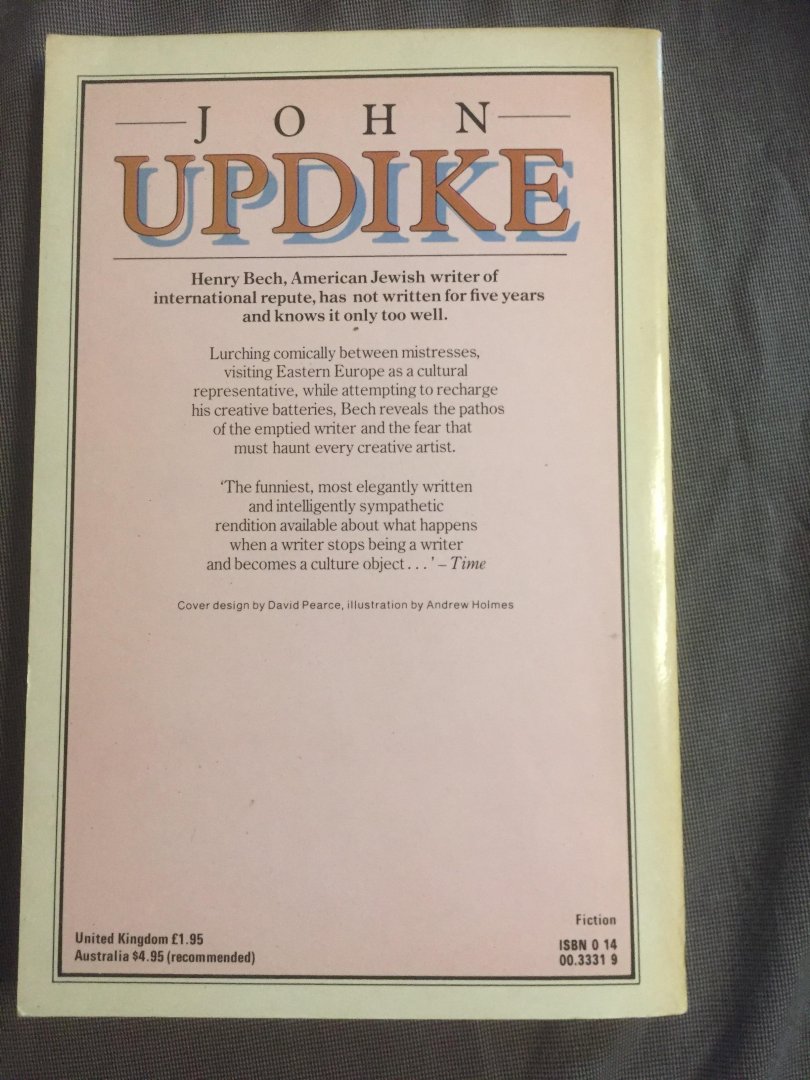 JOHN
UPDIKE
Henry Bech, American Jewish writer of
international repute, has not written for five years
and knows it only too well.
Lurching comically between mistresses,
visiting Eastern Europe as a cultural
representative, while attempting to recharge
his creative batteries, Bech reveals the pathos
of the emptied writer and the fear that
must haunt every creative artist.
‘The funniest, most elegantly written
and intelligently sympathetic
rendition available about what happens
when a writer stops being a writer
and becomes a culture object . . . ’ – Time
Cover design by David Pearce, illustration by Andrew Holmes
United Kingdom £1.95
Australia $4.95 (recommended)
Fiction
ISBN 0 14
00.3331 9